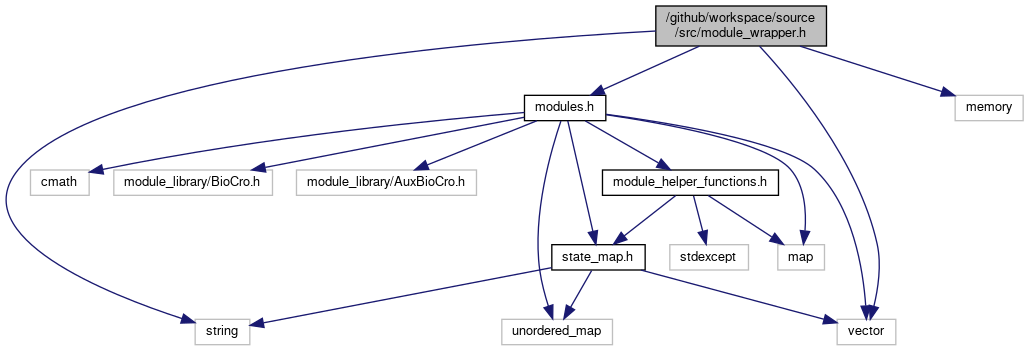 /github/workspace/source
/src/module_wrapper.h
modules.h
memory
cmath
module_library/BioCro.h
module_library/AuxBioCro.h
module_helper_functions.h
state_map.h
stdexcept
map
string
unordered_map
vector